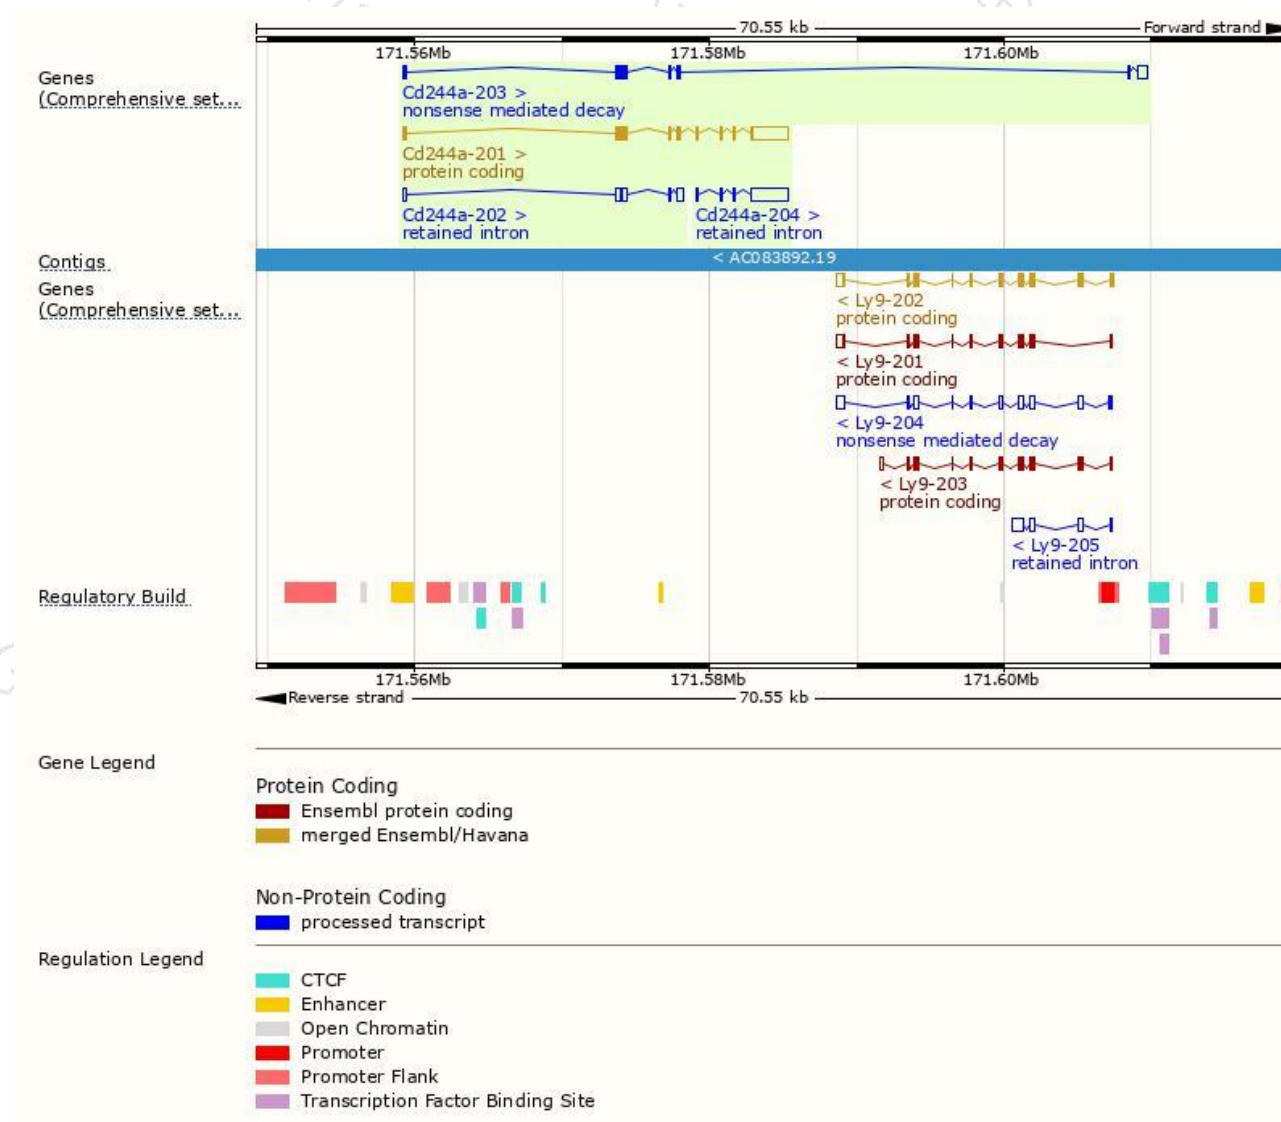 70.55 kb Forward strand
171.56Mb 171.58Mb 171.60Mb
Genes
(Comprehensive set...
Cd244a-203 >
nonsense mediated decay
Cd244a-201 >
protein coding
Cd244a-202 > Cd244a-204 >
retained intron retained intron
Contigs < AC083892.19
Genes
(Comprehensive set...
< Ly9-202
protein coding
< Ly9-201
protein coding
< Ly9-204
nonsense mediated decay
< Ly9-203
protein coding
< Ly9-205
retained intron
Regulatory Build
171.56Mb 171.58Mb 171.60Mb
Reverse strand 70.55 kb
Gene Legend
Protein Coding
Ensembl protein coding
merged Ensembl/Havana
Non-Protein Coding
processed transcript
Regulation Legend
CTCF
Enhancer
Open Chromatin
Promoter
Promoter Flank
Transcription Factor Binding Site